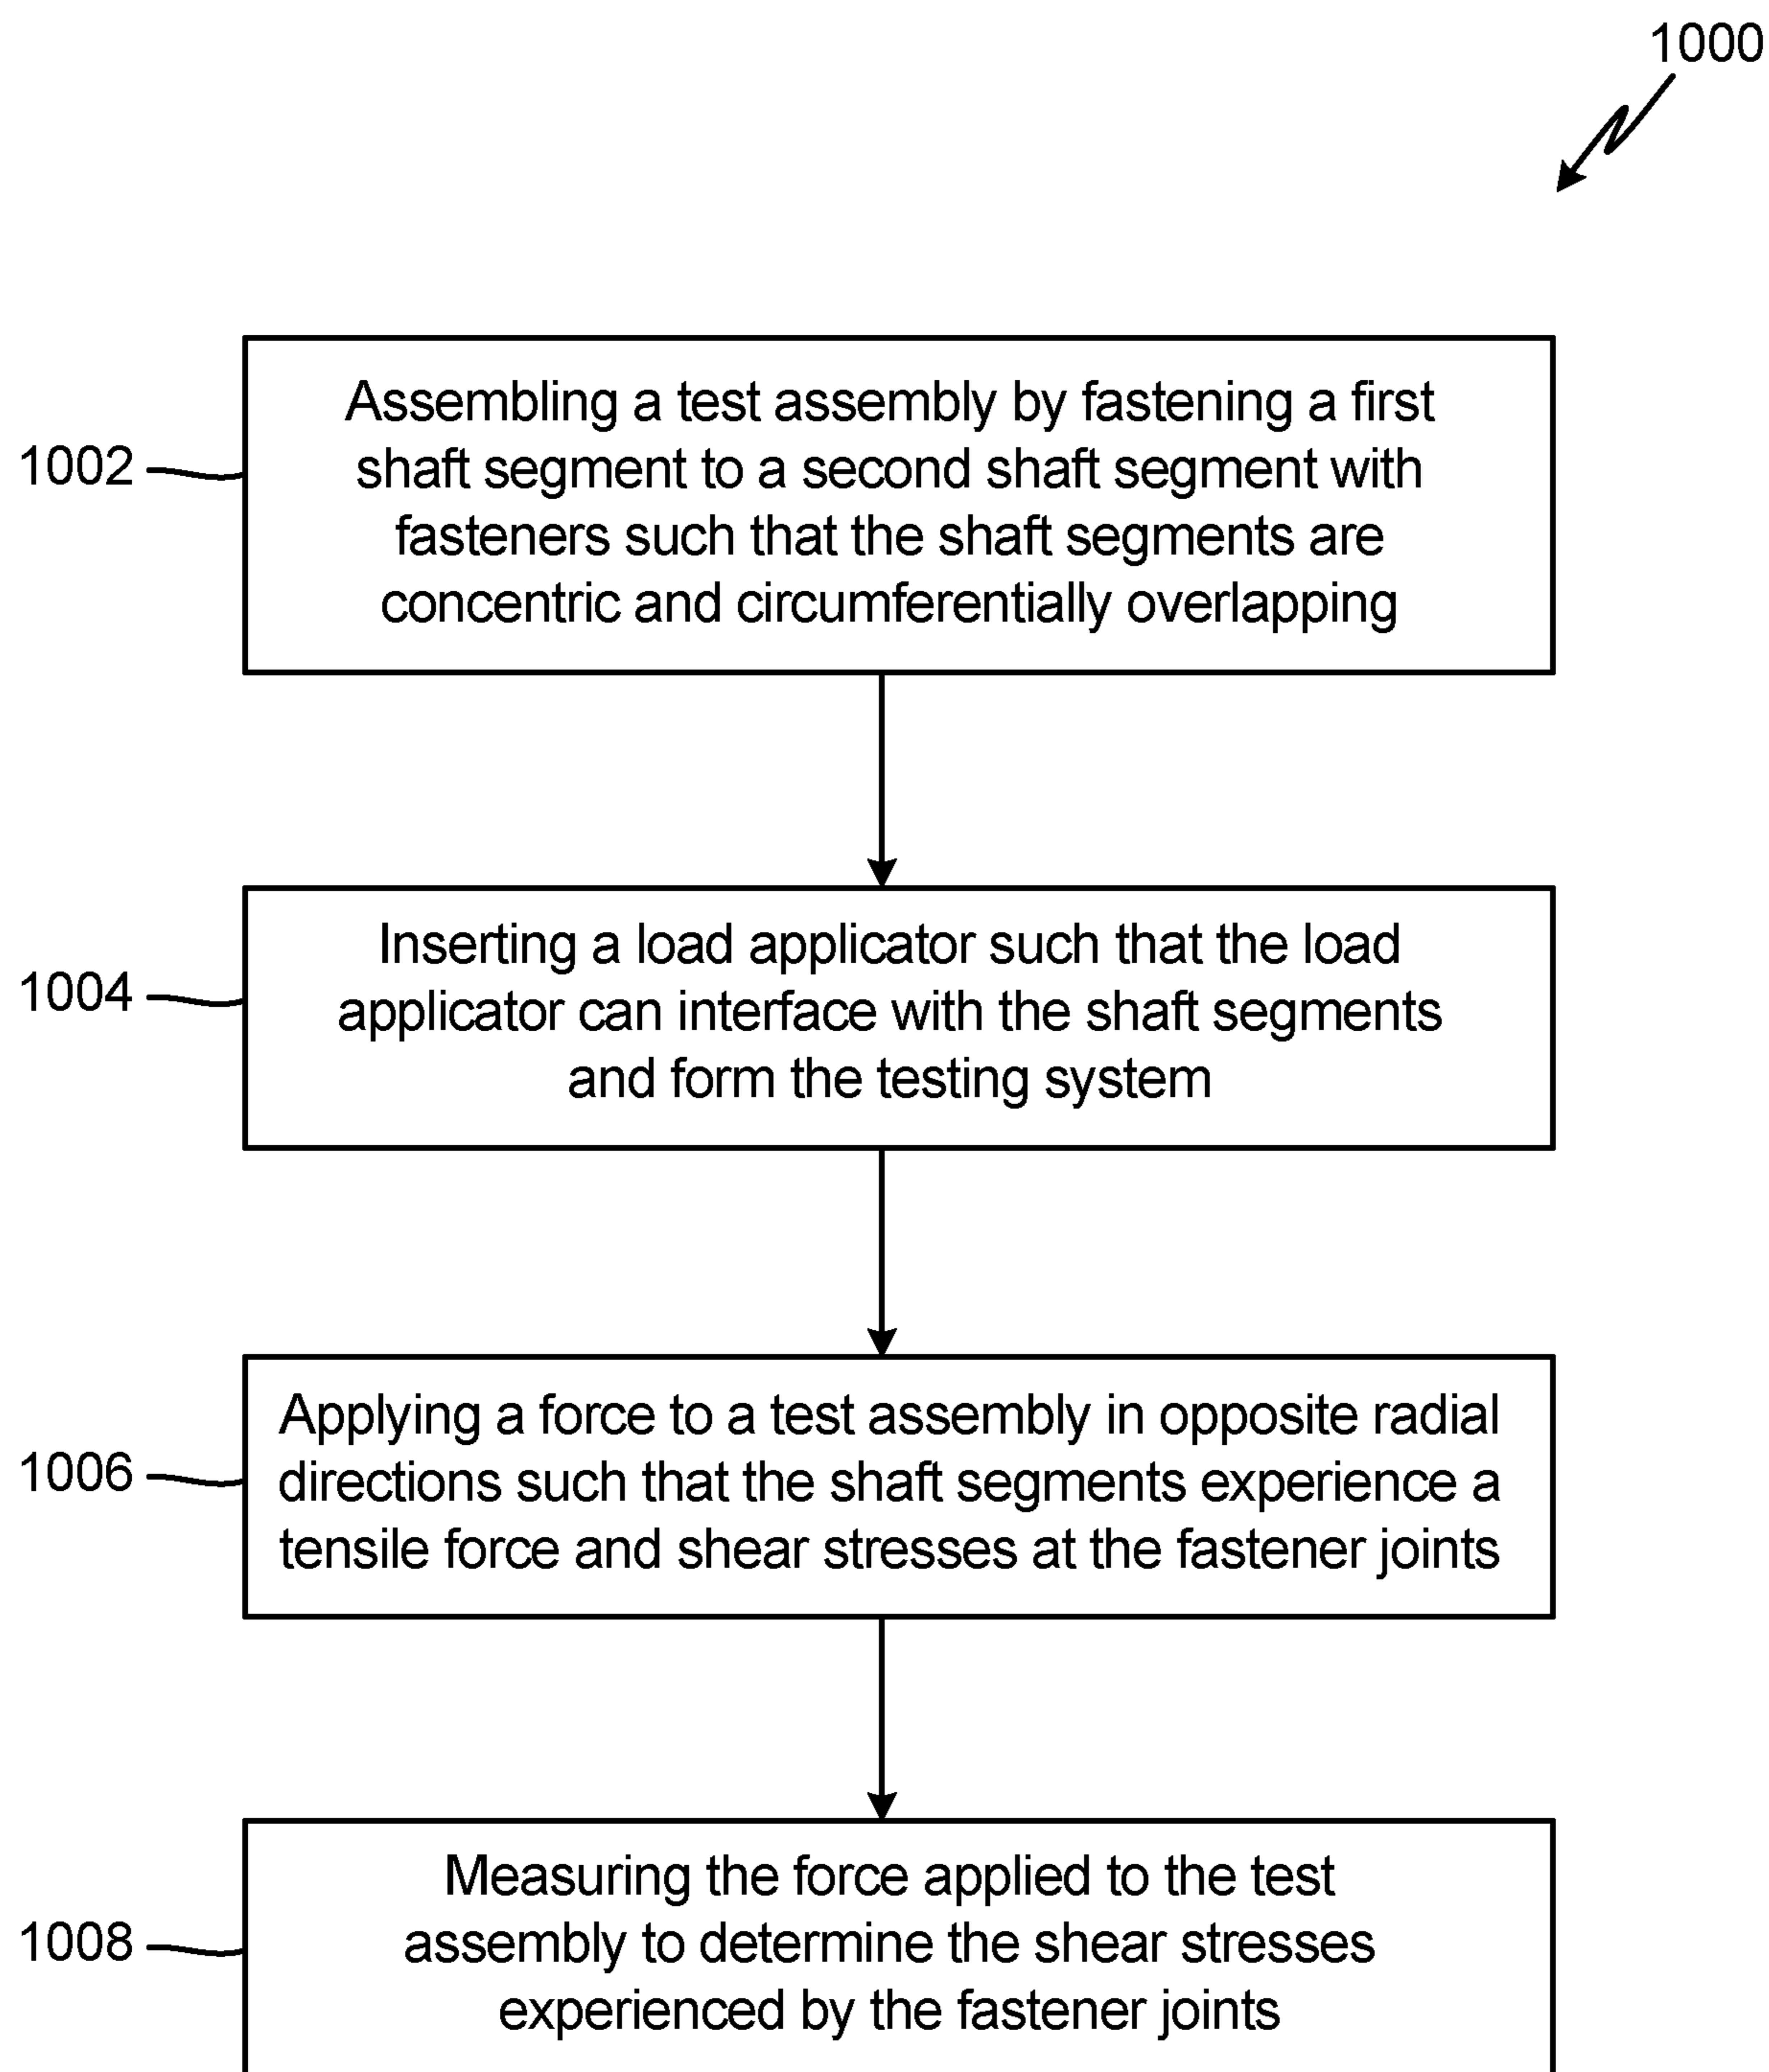 1000
1002
Assembling a test assembly by fastening a first
shaft segment to a second shaft segment with
fasteners such that the shaft segments are
concentric and circumferentially overlapping
1004
Inserting a load applicator such that the load
applicator can interface with the shaft segments
and form the testing system
1006
Applying a force to a test assembly in opposite radial
directions such that the shaft segments experience a
tensile force and shear stresses at the fastener joints
1008
Measuring the force applied to the test
assembly to determine the shear stresses
experienced by the fastener joints